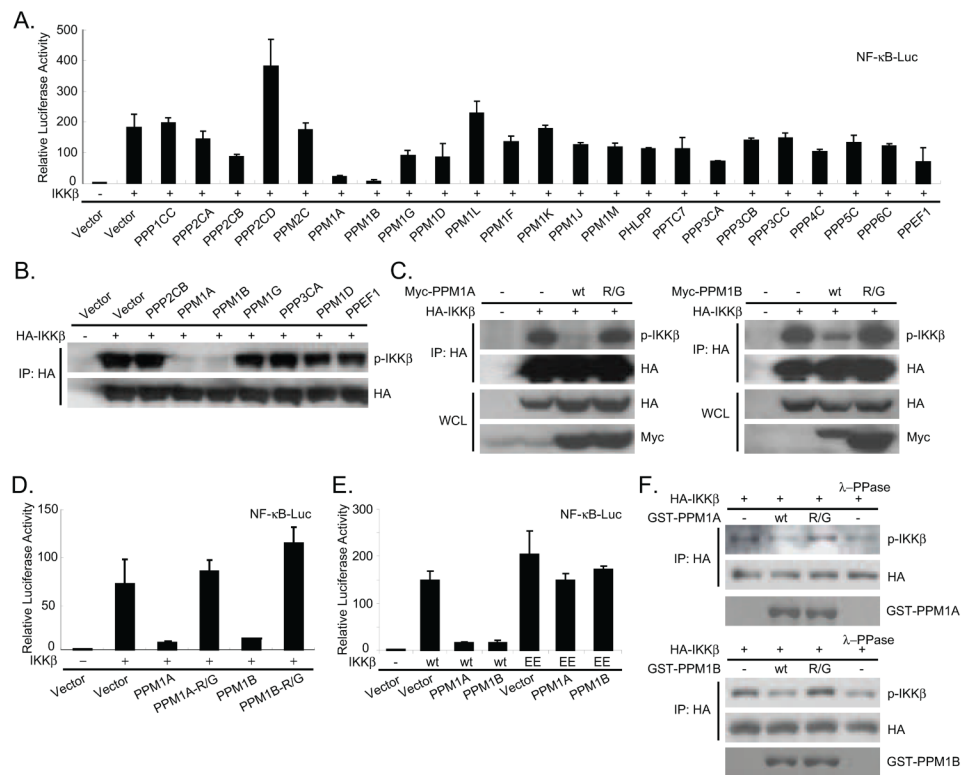 A.
NF-κB-Luc
Relative Luciferase Activity
500
400
300
200
100
0
IKKβ - + + + + + + + + + + + + + + + + + + + + + + +
Vector Vector PPP1CC PPP2CA PPP2CB PPP2CD PPM2C PPM1A PPM1B PPM1G PPM1D PPM1L PPM1F PPM1K PPM1J PPM1M PHLPP PPTC7 PPP3CA PPP3CB PPP3CC PPP4C PPP5C PPP6C PPEF1
B.
Vector Vector PPP2CB PPM1A PPM1B PPM1G PPP3CA PPM1D PPEF1
HA-IKKβ - + + + + + + + +
IP: HA
p-IKKβ
HA
C.
Myc-PPM1A - - wt R/G
HA-IKKβ - + + +
IP: HA
p-IKKβ
HA
WCL
HA
Myc
Myc-PPM1B - - wt R/G
HA-IKKβ - + + +
IP: HA
p-IKKβ
HA
WCL
HA
Myc
D.
NF-κB-Luc
Relative Luciferase Activity
150
100
50
0
IKKβ – + + + + +
Vector Vector PPM1A PPM1A-R/G PPM1B PPM1B-R/G
E.
NF-κB-Luc
Relative Luciferase Activity
300
200
100
0
IKKβ - wt wt wt EE EE EE
Vector Vector PPM1A PPM1B Vector PPM1A PPM1B
F.
λ–PPase
HA-IKKβ + + + +
GST-PPM1A - wt R/G -
IP: HA
p-IKKβ
HA
GST-PPM1A
λ–PPase
HA-IKKβ + + + +
GST-PPM1B - wt R/G -
IP: HA
p-IKKβ
HA
GST-PPM1B